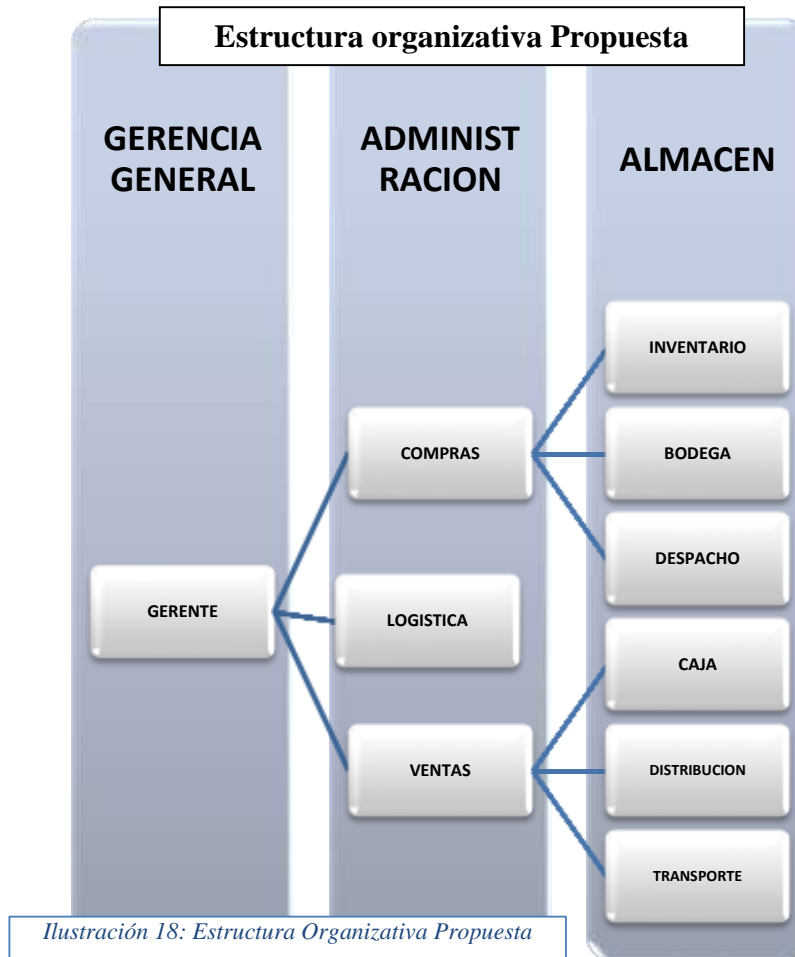 Estructura organizativa Propuesta
GERENCIA
GENERAL
ADMINIST
RACION
ALMACEN
GERENTE
COMPRAS
LOGISTICA
VENTAS
INVENTARIO
BODEGA
DESPACHO
CAJA
DISTRIBUCION
TRANSPORTE
Ilustración 18: Estructura Organizativa Propuesta